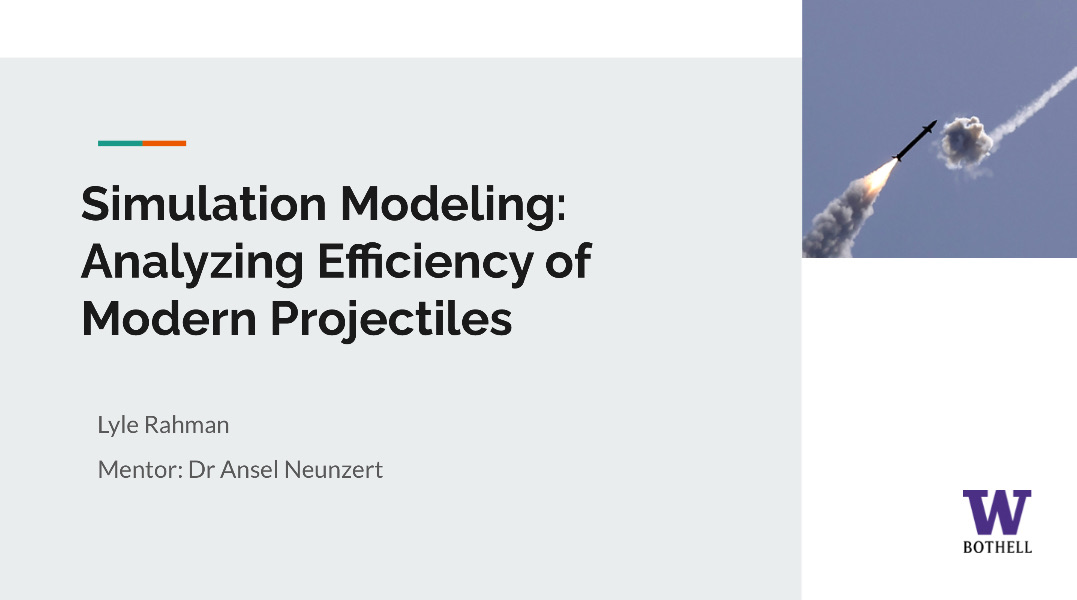 Simulation Modeling:
Analyzing Efficiency of
Modern Projectiles
Lyle Rahman
Mentor: Dr Ansel Neunzert
W
BOTHELL